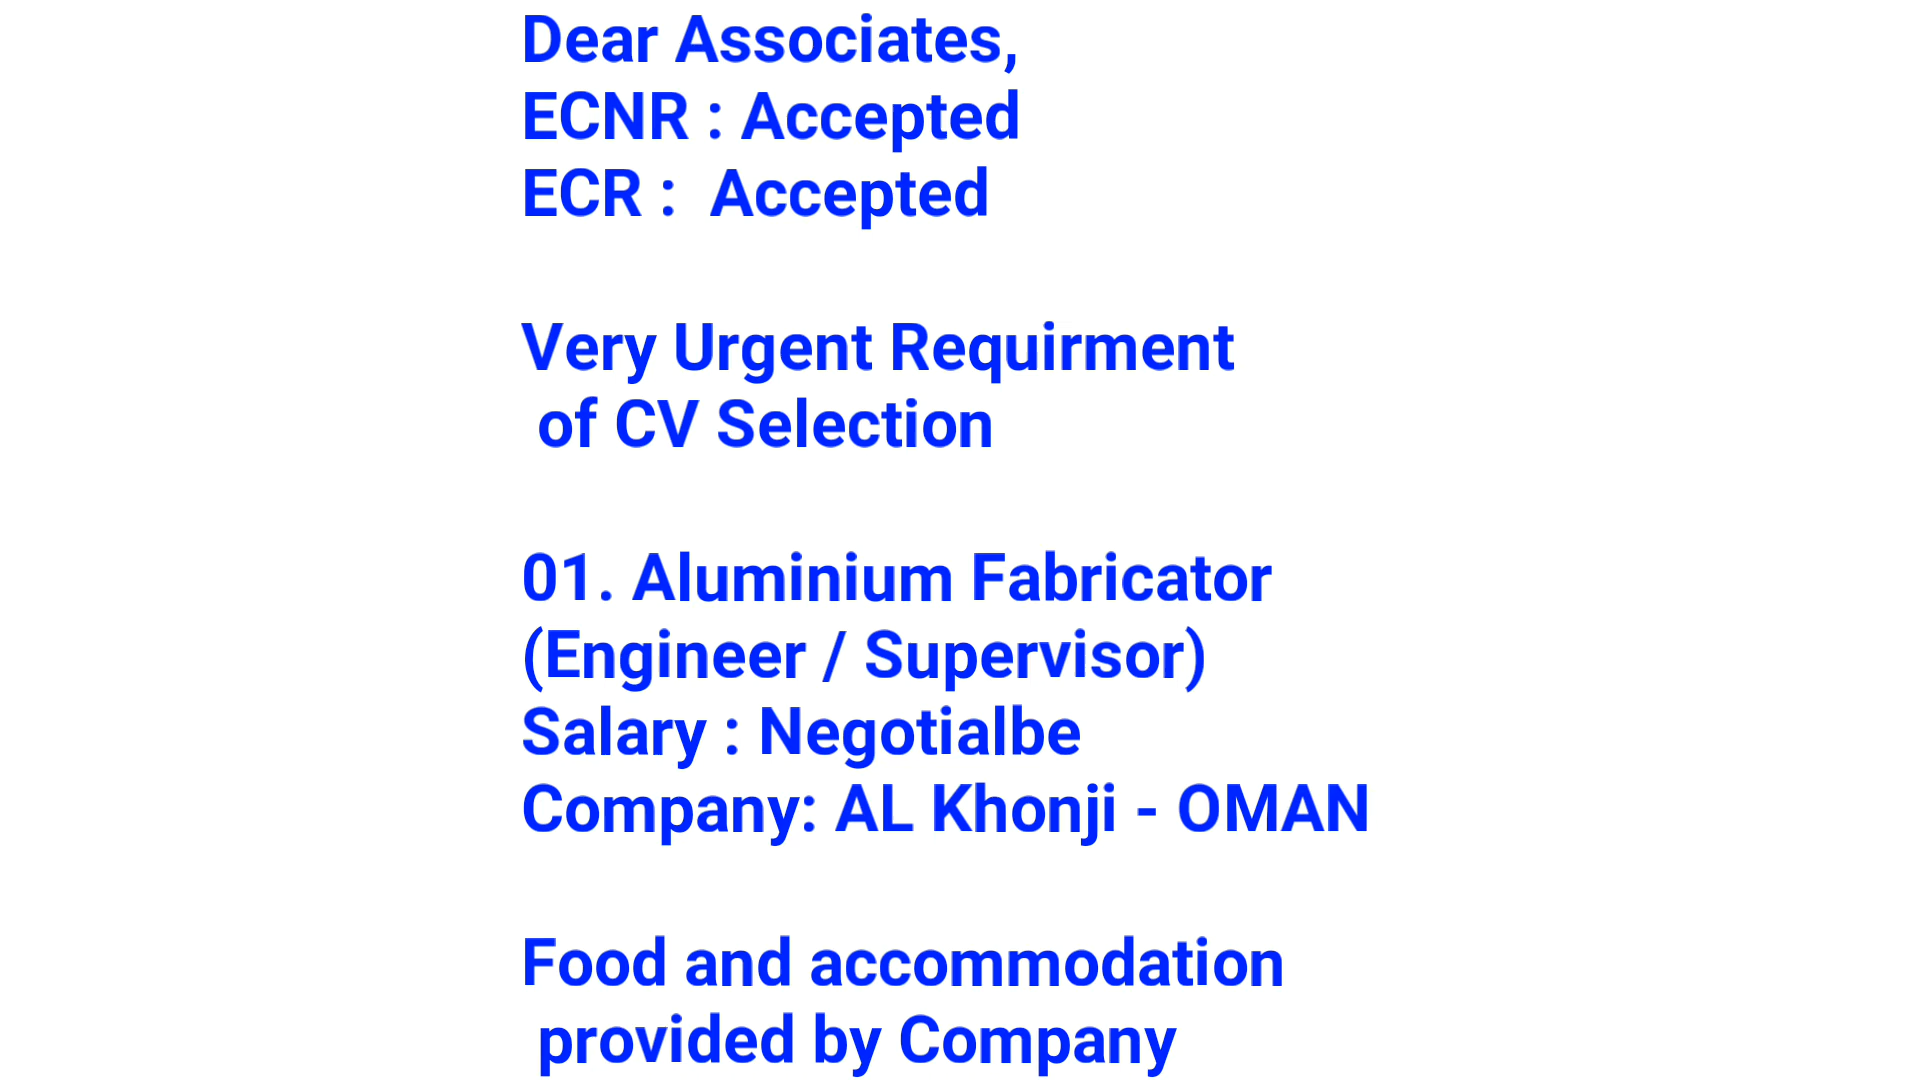 Dear Associates,
ECNR : Accepted
ECR :  Accepted
Very Urgent Requirment
of CV Selection
01. Aluminium Fabricator
(Engineer / Supervisor)
Salary : Negotialbe
Company: AL Khonji - OMAN
Food and accommodation
provided by Company